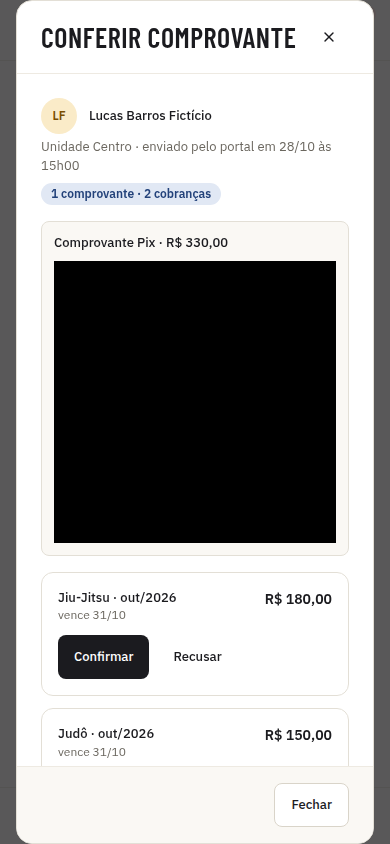 CONFERIR COMPROVANTE
LF
Lucas Barros Fictício
Unidade Centro · enviado pelo portal em 28/10 às
15h00
1 comprovante · 2 cobranças
Comprovante Pix · R$ 330,00
Jiu-Jitsu · out/2026
R$ 180,00
vence 31/10
Confirmar
Recusar
Judô · out/2026
R$ 150,00
vence 31/10
Fechar